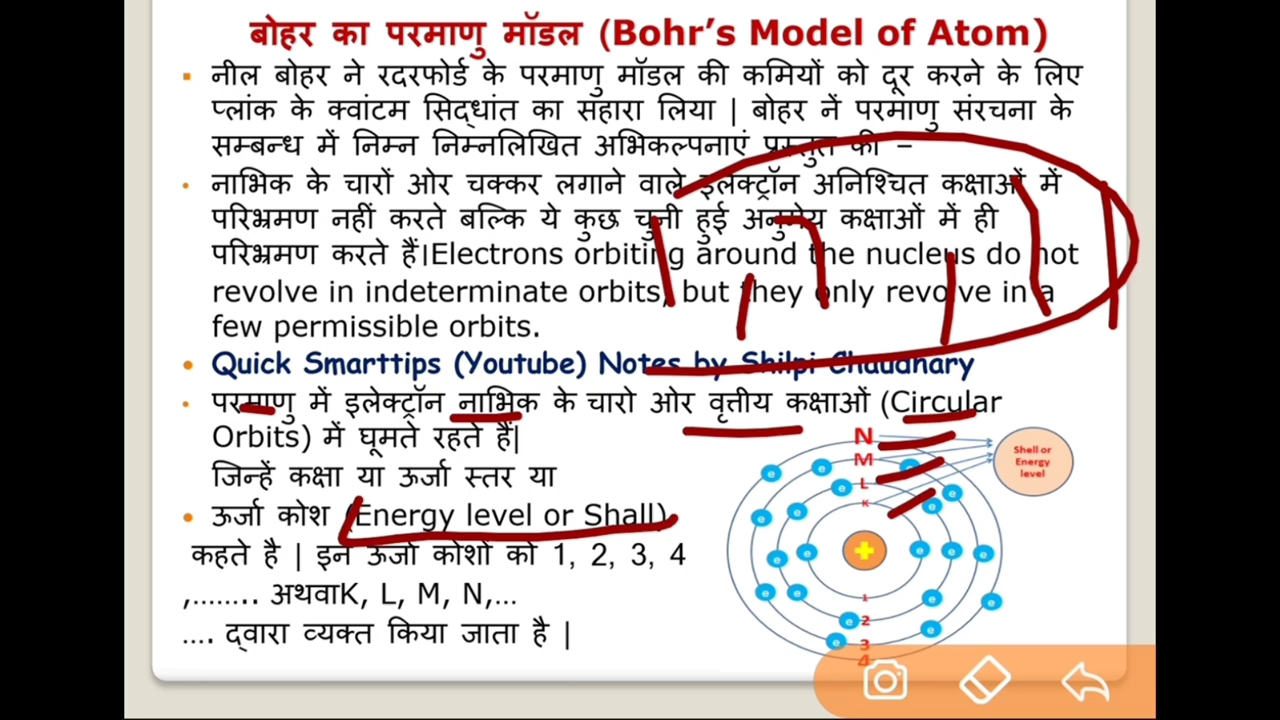 बोहर का परमाणु मॉडल (Bohr’s Model of Atom)
नील बोहर ने रदरफोर्ड के परमाणु मॉडल की कमियों को दूर करने के लिए
प्लांक के क्वांटम सिद्धांत का सहारा लिया | बोहर नें परमाणु संरचना के
सम्बन्ध में निम्न निम्नलिखित अभिकल्पनाएं प्रस्तुत की –
नाभिक के चारों ओर चक्कर लगाने वाले इलेक्ट्रॉन अनिश्चित कक्षाओं में
परिभ्रमण नहीं करते बल्कि ये कुछ चुनी हुई अनुमेय कक्षाओं में ही
परिभ्रमण करते हैं।Electrons orbiting around the nucleus do not
revolve in indeterminate orbits, but they only revolve in a
few permissible orbits.
Quick Smarttips (Youtube) Notes by Shilpi Chaudhary
परमाणु में इलेक्ट्रॉन नाभिक के चारो ओर वृत्तीय कक्षाओं (Circular
Orbits) में घूमते रहते हैं|
जिन्हें कक्षा या ऊर्जा स्तर या
ऊर्जा कोश (Energy level or Shall)
कहते है | इन ऊर्जा कोशो को 1, 2, 3, 4
,…….. अथवाK, L, M, N,…
…. द्वारा व्यक्त किया जाता है |
N
M
L
K
Shell or
Energy
level
e e e e e e e e e e e e e e e e e e
1
2
3
4